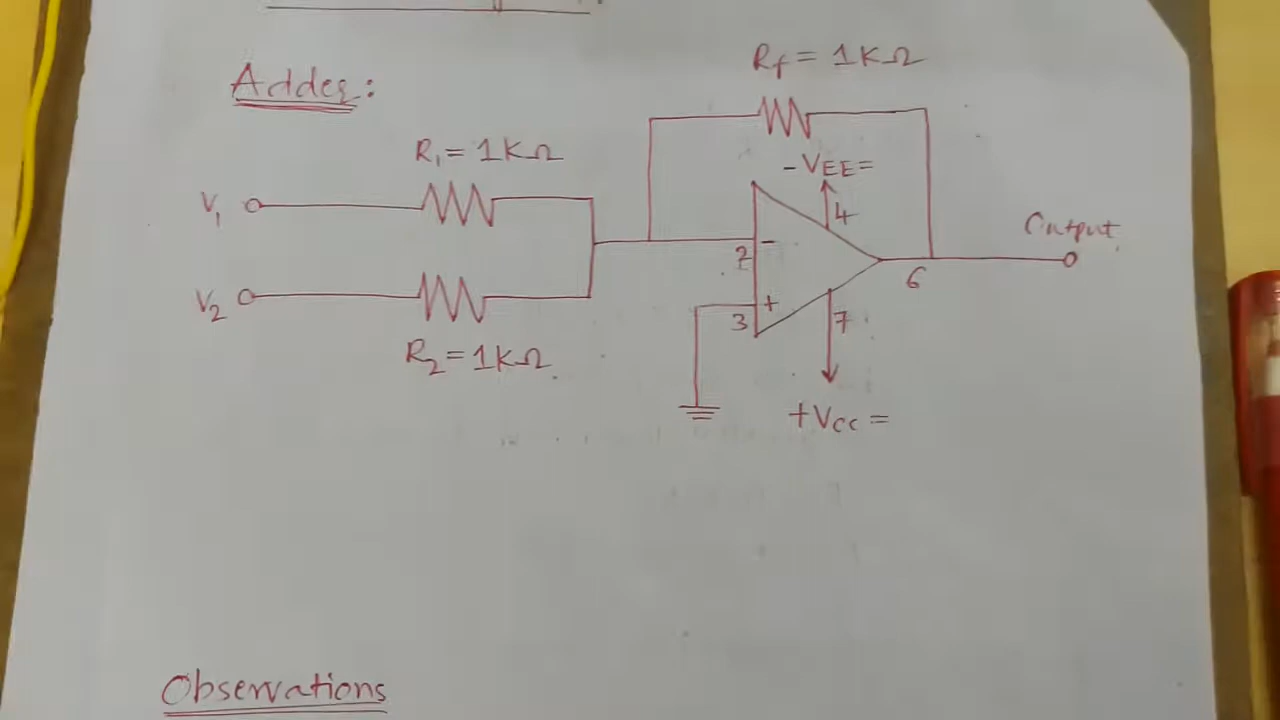 Adder:
Rf = 1KΩ
R1 = 1KΩ
-VEE =
V1
4
Output
2
-
6
V2
+
3
7
R2 = 1KΩ
+VCC =
Observations